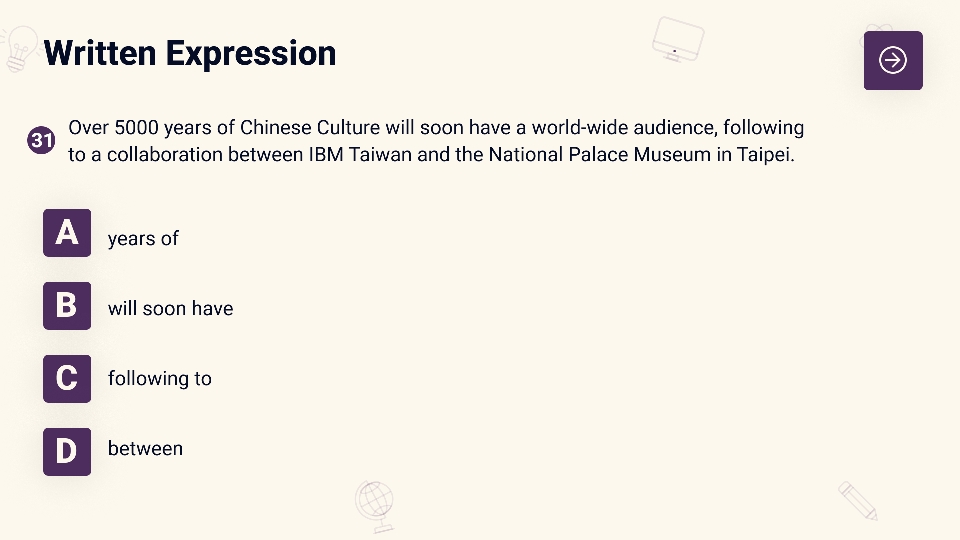 Written Expression
31
Over 5000 years of Chinese Culture will soon have a world-wide audience, following
to a collaboration between IBM Taiwan and the National Palace Museum in Taipei.
A
years of
B
will soon have
C
following to
D
between